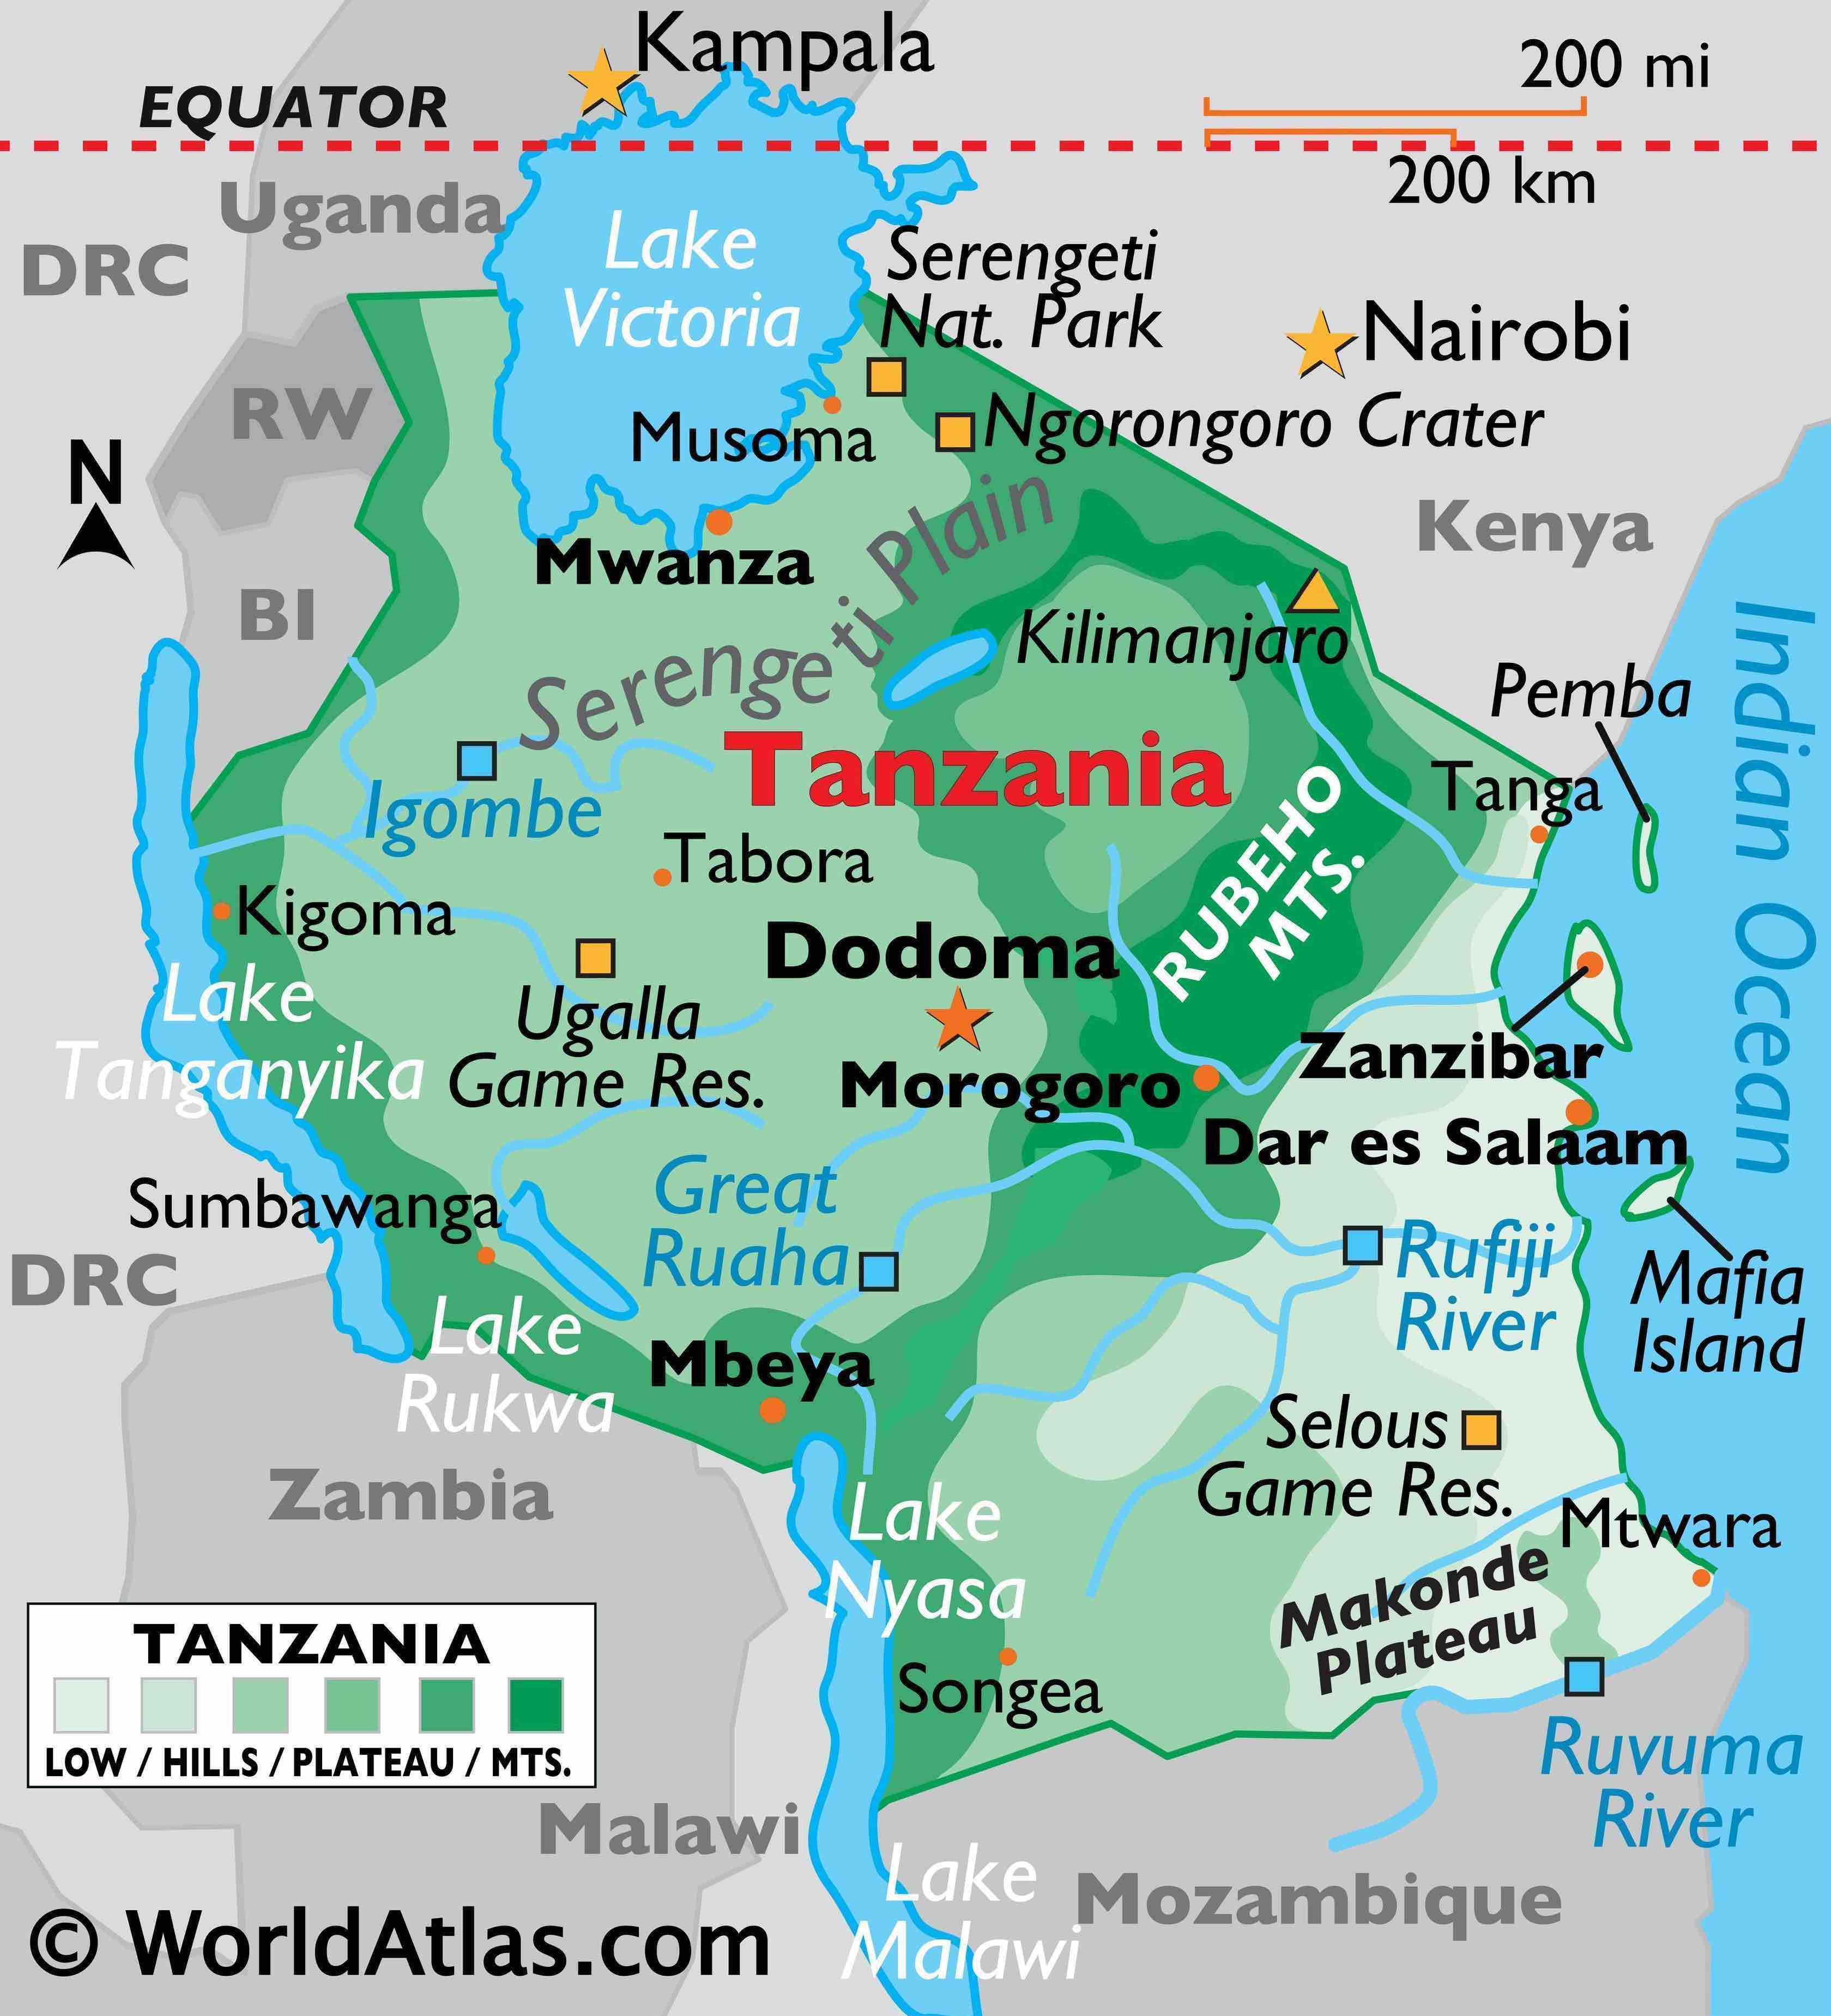 Kampala
200 mi
EQUATOR
200 km
Uganda
DRC
Lake
Victoria
Serengeti
Nat. Park
Nairobi
RW
Musoma
Ngorongoro Crater
N
Kenya
Mwanza
Serengeti Plain
BI
Kilimanjaro
Indian Ocean
Pemba
Tanzania
Tanga
Igombe
RUBEHO
MTS.
Tabora
Kigoma
Dodoma
Lake
Tanganyika
Ugalla
Game Res.
Morogoro
Zanzibar
Dar es Salaam
Sumbawanga
Great
Ruaha
Rufiji
River
DRC
Mafia
Island
Lake
Rukwa
Mbeya
Selous
Game Res.
Zambia
Lake
Nyasa
Mtwara
Makonde
Plateau
TANZANIA
LOW / HILLS / PLATEAU / MTS.
Songea
Ruvuma
River
Malawi
Lake
Malawi
Mozambique
© WorldAtlas.com